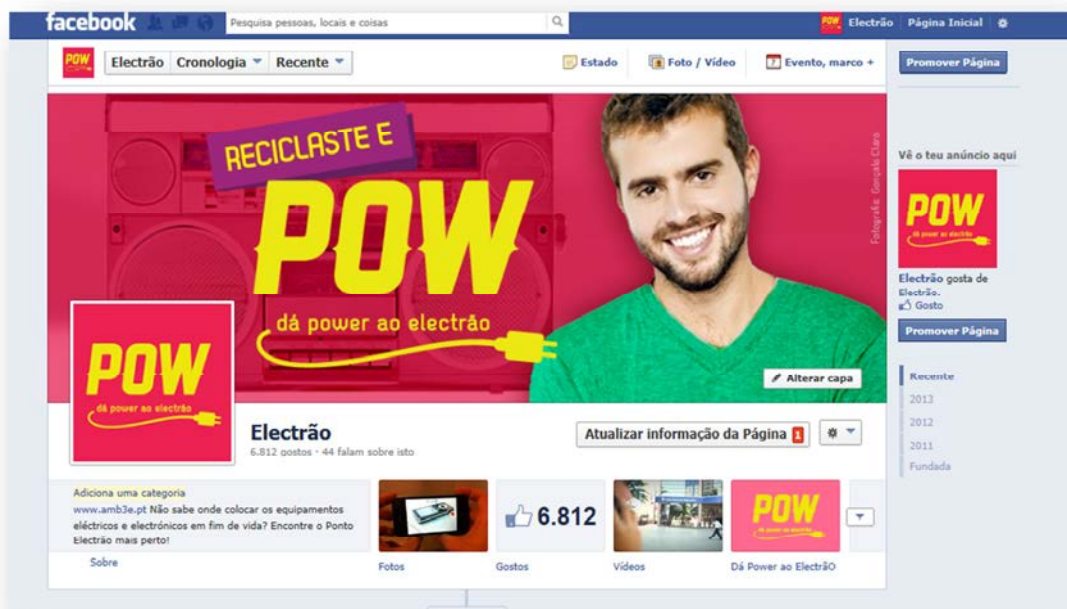 facebook
Pesquisa pessoas, locais e coisas
Electrão Página Inicial
POW
Electrão Cronologia Recente
Estado Foto / Vídeo Evento, marco +
Promover Página
RECICLASTE E
POW
dá power ao electrão
Fotografia: Gonçalo Claro
Alterar capa
Vê o teu anúncio aqui
POW
dá power ao electrão
Electrão gosta de
Electrão.
Gosto
Promover Página
Recente
2013
2012
2011
Fundada
POW
dá power ao electrão
Electrão
6.812 gostos · 44 falam sobre isto
Atualizar informação da Página 1
Adiciona uma categoria
www.amb3e.pt Não sabe onde colocar os equipamentos
eléctricos e electrónicos em fim de vida? Encontre o Ponto
Electrão mais perto!
Sobre
Fotos
6.812
Gostos
Vídeos
POW
dá power ao electrão
Dá Power ao ElectrãO